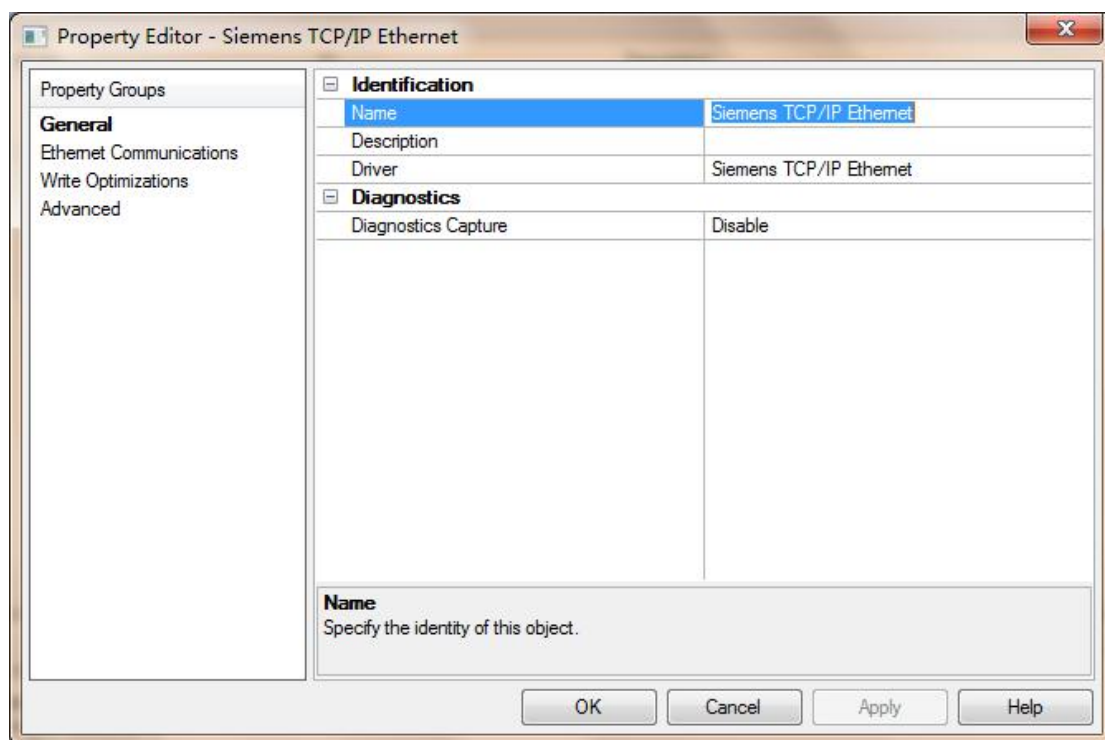 Property Editor - Siemens TCP/IP Ethernet
Property Groups
General
Ethernet Communications
Write Optimizations
Advanced
Identification
Name Siemens TCP/IP Ethernet
Description
Driver Siemens TCP/IP Ethernet
Diagnostics
Diagnostics Capture Disable
Name
Specify the identity of this object.
OK Cancel Apply Help